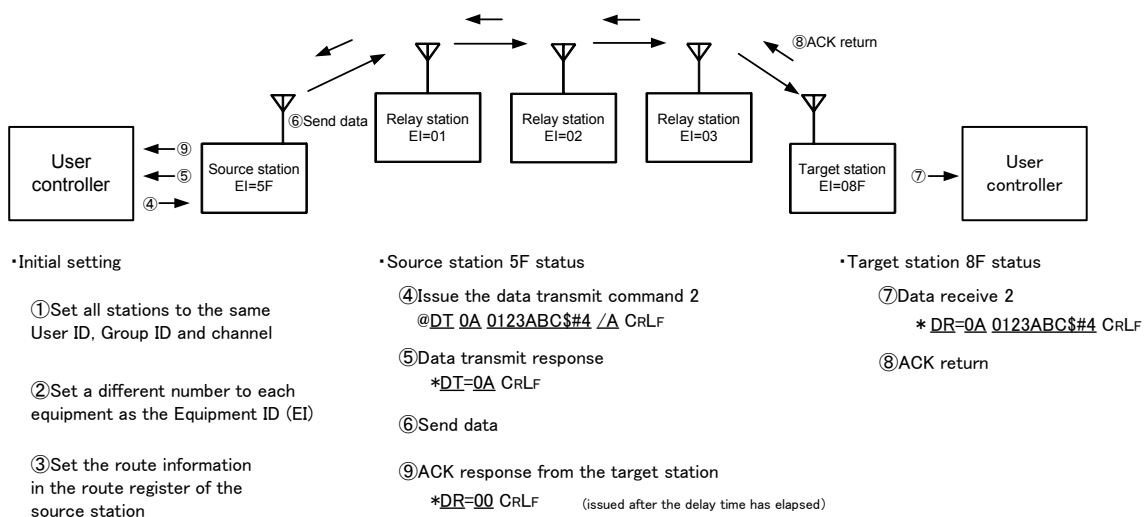 ⑧ACK return
⑥Send data
Relay station
EI=01
Relay station
EI=02
Relay station
EI=03
User
controller
⑨
⑤
④
Source station
EI=5F
Target station
EI=08F
⑦
User
controller
・Initial setting
①Set all stations to the same
User ID, Group ID and channel
②Set a different number to each
equipment as the Equipment ID (EI)
③Set the route information
in the route register of the
source station
・Source station 5F status
④Issue the data transmit command 2
@DT 0A 0123ABC$#4 /A CRLF
⑤Data transmit response
*DT=0A CRLF
⑥Send data
⑨ACK response from the target station
*DR=00 CRLF (issued after the delay time has elapsed)
・Target station 8F status
⑦Data receive 2
* DR=0A 0123ABC$#4 CRLF
⑧ACK return